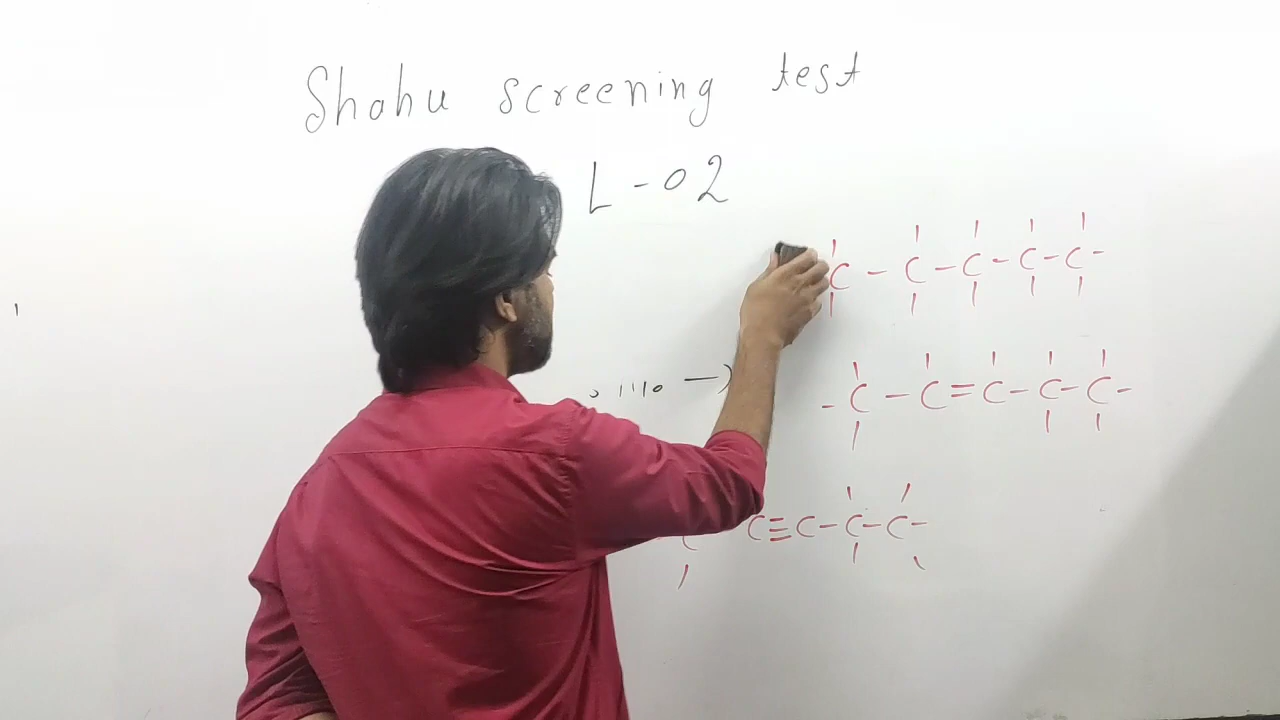 Shahu screening test
L-02
C - C - C - C - C -
- C - C = C - C - C -
C ≡ C - C - C -